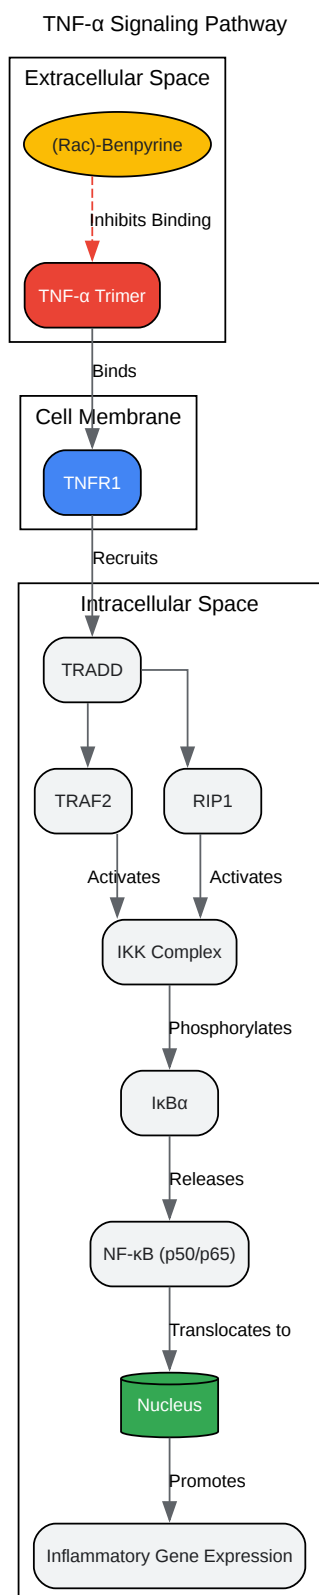 TNF-α Signaling Pathway
Extracellular Space
(Rac)-Benpyrine
Inhibits Binding
TNF-α Trimer
Binds
Cell Membrane
TNFR1
Recruits
Intracellular Space
TRADD
TRAF2
RIP1
Activates
Activates
IKK Complex
Phosphorylates
IκBα
Releases
NF-κB (p50/p65)
Translocates to
Nucleus
Promotes
Inflammatory Gene Expression